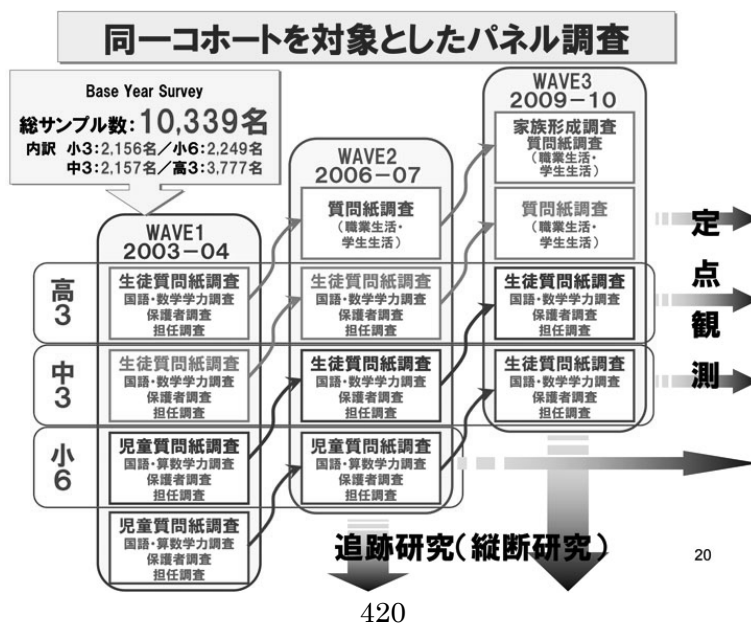 同一コホートを対象としたパネル調査
Base Year Survey
総サンプル数：10,339名
内訳 小3：2,156名／小6：2,249名
中3：2,157名／高3：3,777名
WAVE1
2003－04
高3
生徒質問紙調査
国語・数学学力調査
保護者調査
担任調査
中3
生徒質問紙調査
国語・数学学力調査
保護者調査
担任調査
小6
児童質問紙調査
国語・算数学力調査
保護者調査
担任調査
児童質問紙調査
国語・算数学力調査
保護者調査
担任調査
WAVE2
2006－07
質問紙調査
（職業生活・
学生生活）
生徒質問紙調査
国語・数学学力調査
保護者調査
担任調査
生徒質問紙調査
国語・数学学力調査
保護者調査
担任調査
児童質問紙調査
国語・算数学力調査
保護者調査
担任調査
WAVE3
2009－10
家族形成調査
質問紙調査
（職業生活・
学生生活）
質問紙調査
（職業生活・
学生生活）
生徒質問紙調査
国語・数学学力調査
保護者調査
担任調査
生徒質問紙調査
国語・数学学力調査
保護者調査
担任調査
定点観測
追跡研究（縦断研究）
20
420